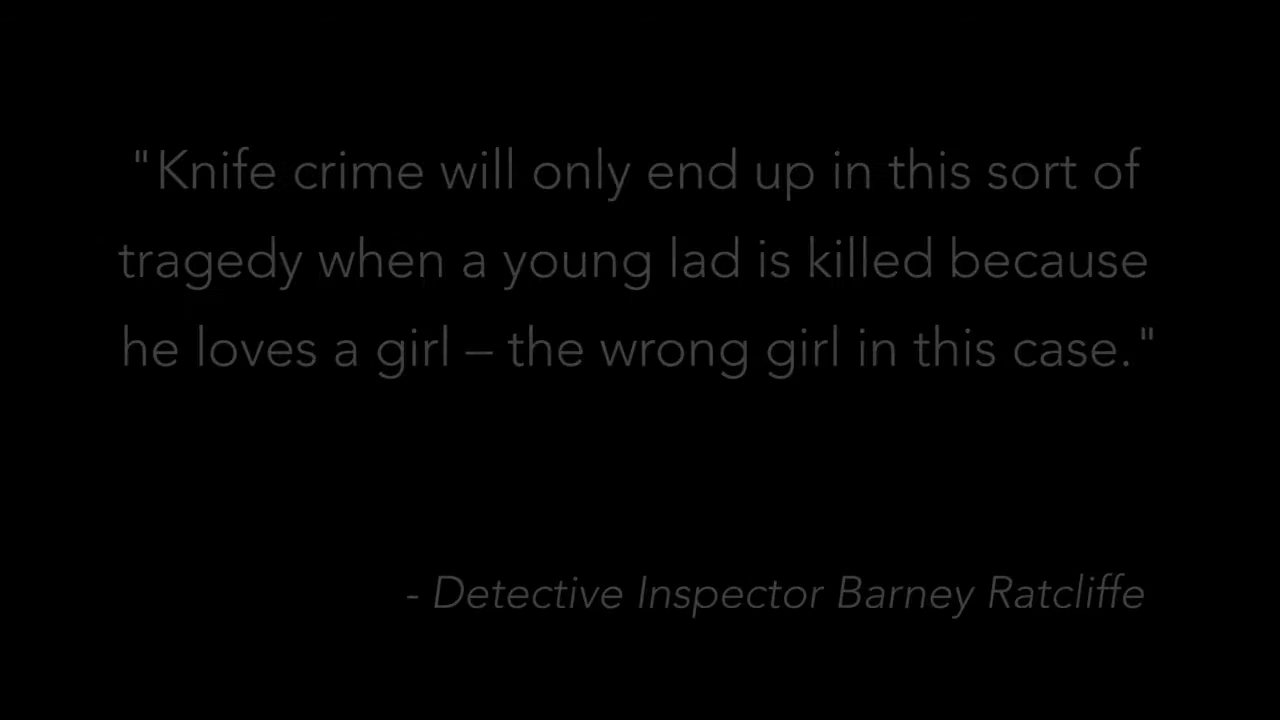 "Knife crime will only end up in this sort of
tragedy when a young lad is killed because
he loves a girl – the wrong girl in this case."
- Detective Inspector Barney Ratcliffe